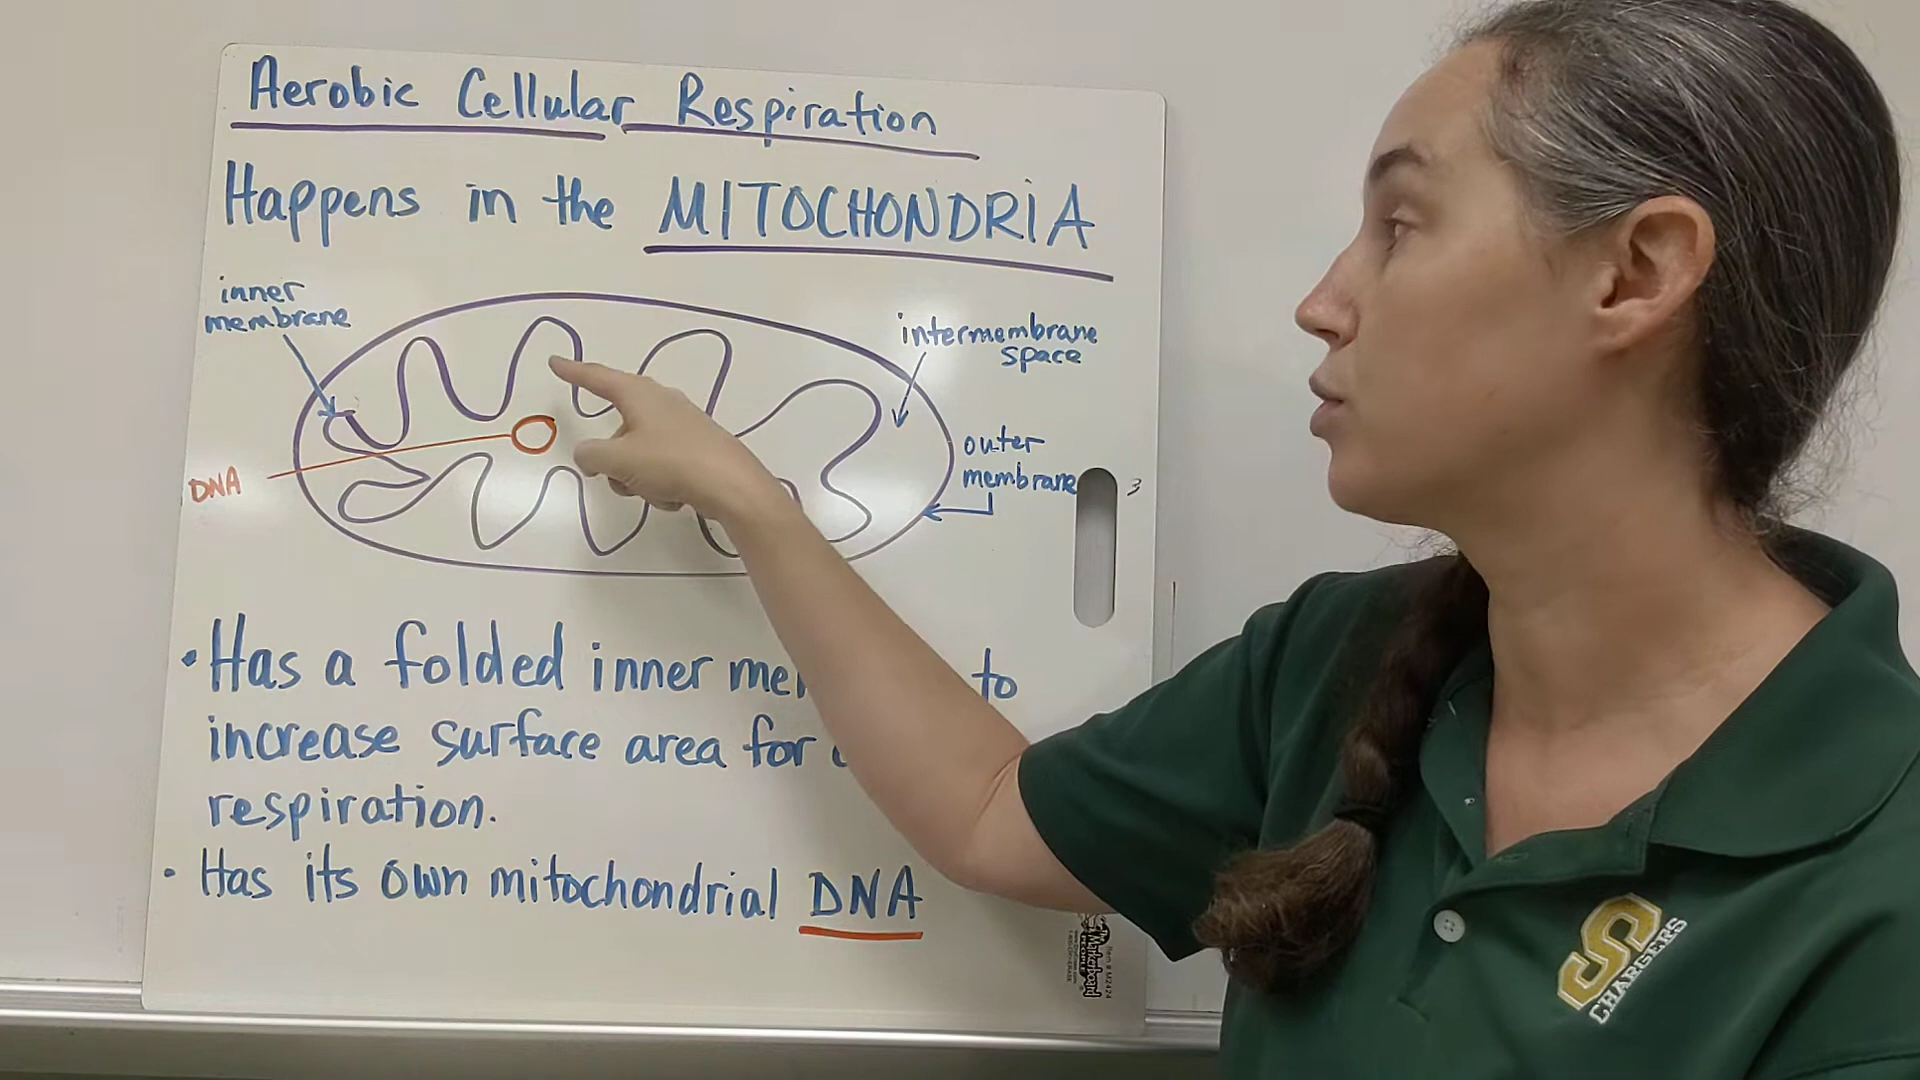 Aerobic Cellular Respiration
Happens in the MITOCHONDRIA
inner
membrane
intermembrane
space
outer
membrane
DNA
• Has a folded inner to
increase surface area for
respiration.
• Has its own mitochondrial DNA
S
CHARGERS